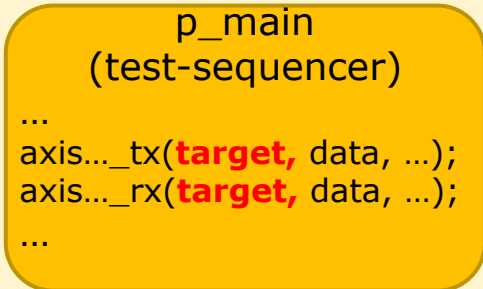 p_main
(test-sequencer)
…
axis…_tx(target, data, …);
axis…_rx(target, data, …);
…